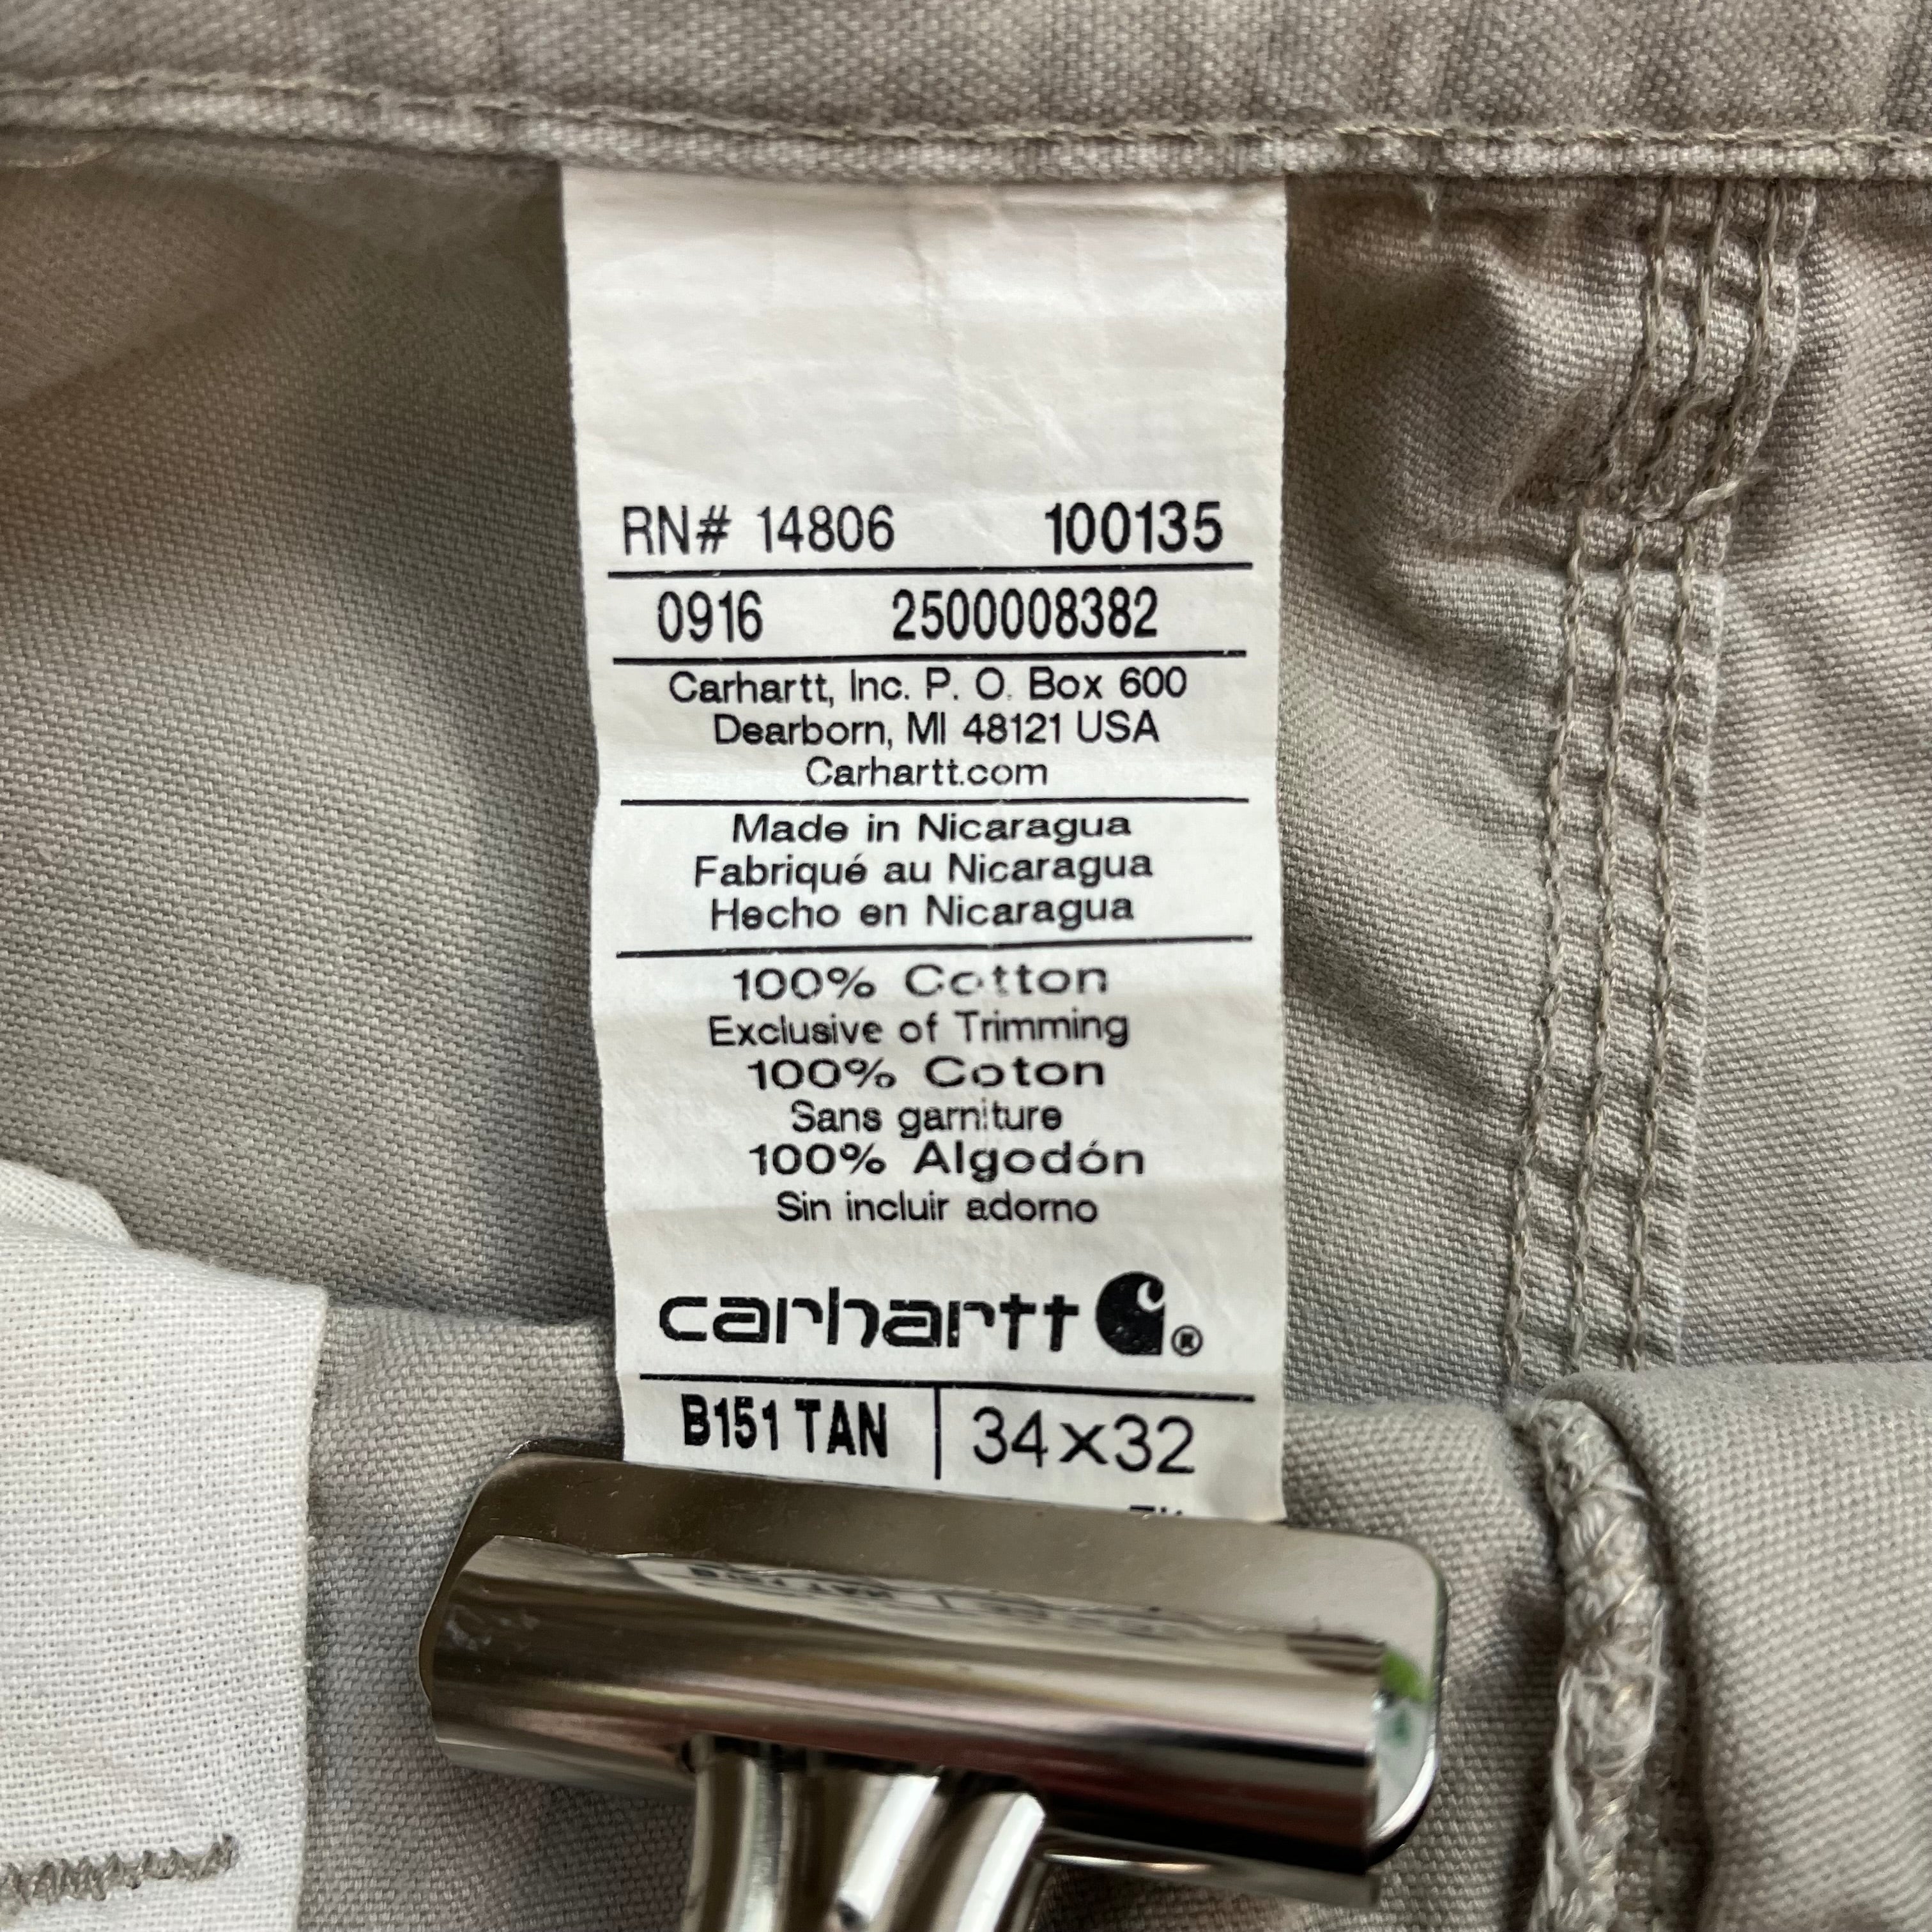 RN# 14806 100135
0916 2500008382
Carhartt, Inc. P. O. Box 600
Dearborn, MI 48121 USA
Carhartt.com
Made in Nicaragua
Fabriqué au Nicaragua
Hecho en Nicaragua
100% Cotton
Exclusive of Trimming
100% Coton
Sans garniture
100% Algodón
Sin incluir adorno
carhartt ®
B151 TAN | 34x32